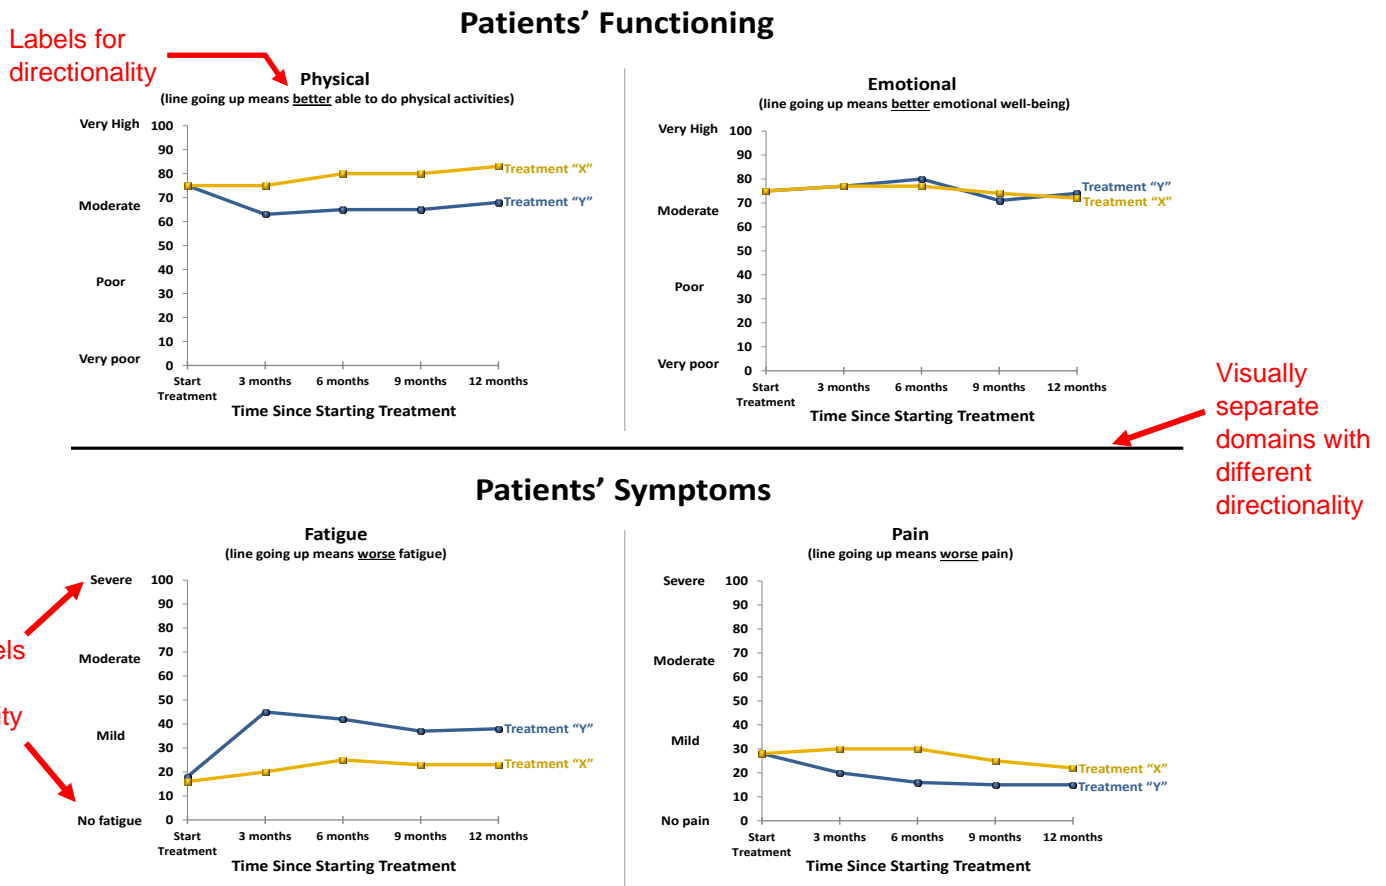 Patients’ Functioning
Labels for
directionality
Physical
(line going up means better able to do physical activities)
Very High
Moderate
Poor
Very poor
100
90
80
70
60
50
40
30
20
10
0
Treatment “X”
Treatment “Y”
Start
Treatment
3 months
6 months
9 months
12 months
Time Since Starting Treatment
Emotional
(line going up means better emotional well-being)
Very High
Moderate
Poor
Very poor
100
90
80
70
60
50
40
30
20
10
0
Treatment “Y”
Treatment “X”
Start
Treatment
3 months
6 months
9 months
12 months
Time Since Starting Treatment
Visually
separate
domains with
different
directionality
Patients’ Symptoms
Fatigue
(line going up means worse fatigue)
Severe
Moderate
Mild
No fatigue
100
90
80
70
60
50
40
30
20
10
0
Treatment “Y”
Treatment “X”
Start
Treatment
3 months
6 months
9 months
12 months
Time Since Starting Treatment
Pain
(line going up means worse pain)
Severe
Moderate
Mild
No pain
100
90
80
70
60
50
40
30
20
10
0
Treatment “X”
Treatment “Y”
Start
Treatment
3 months
6 months
9 months
12 months
Time Since Starting Treatment